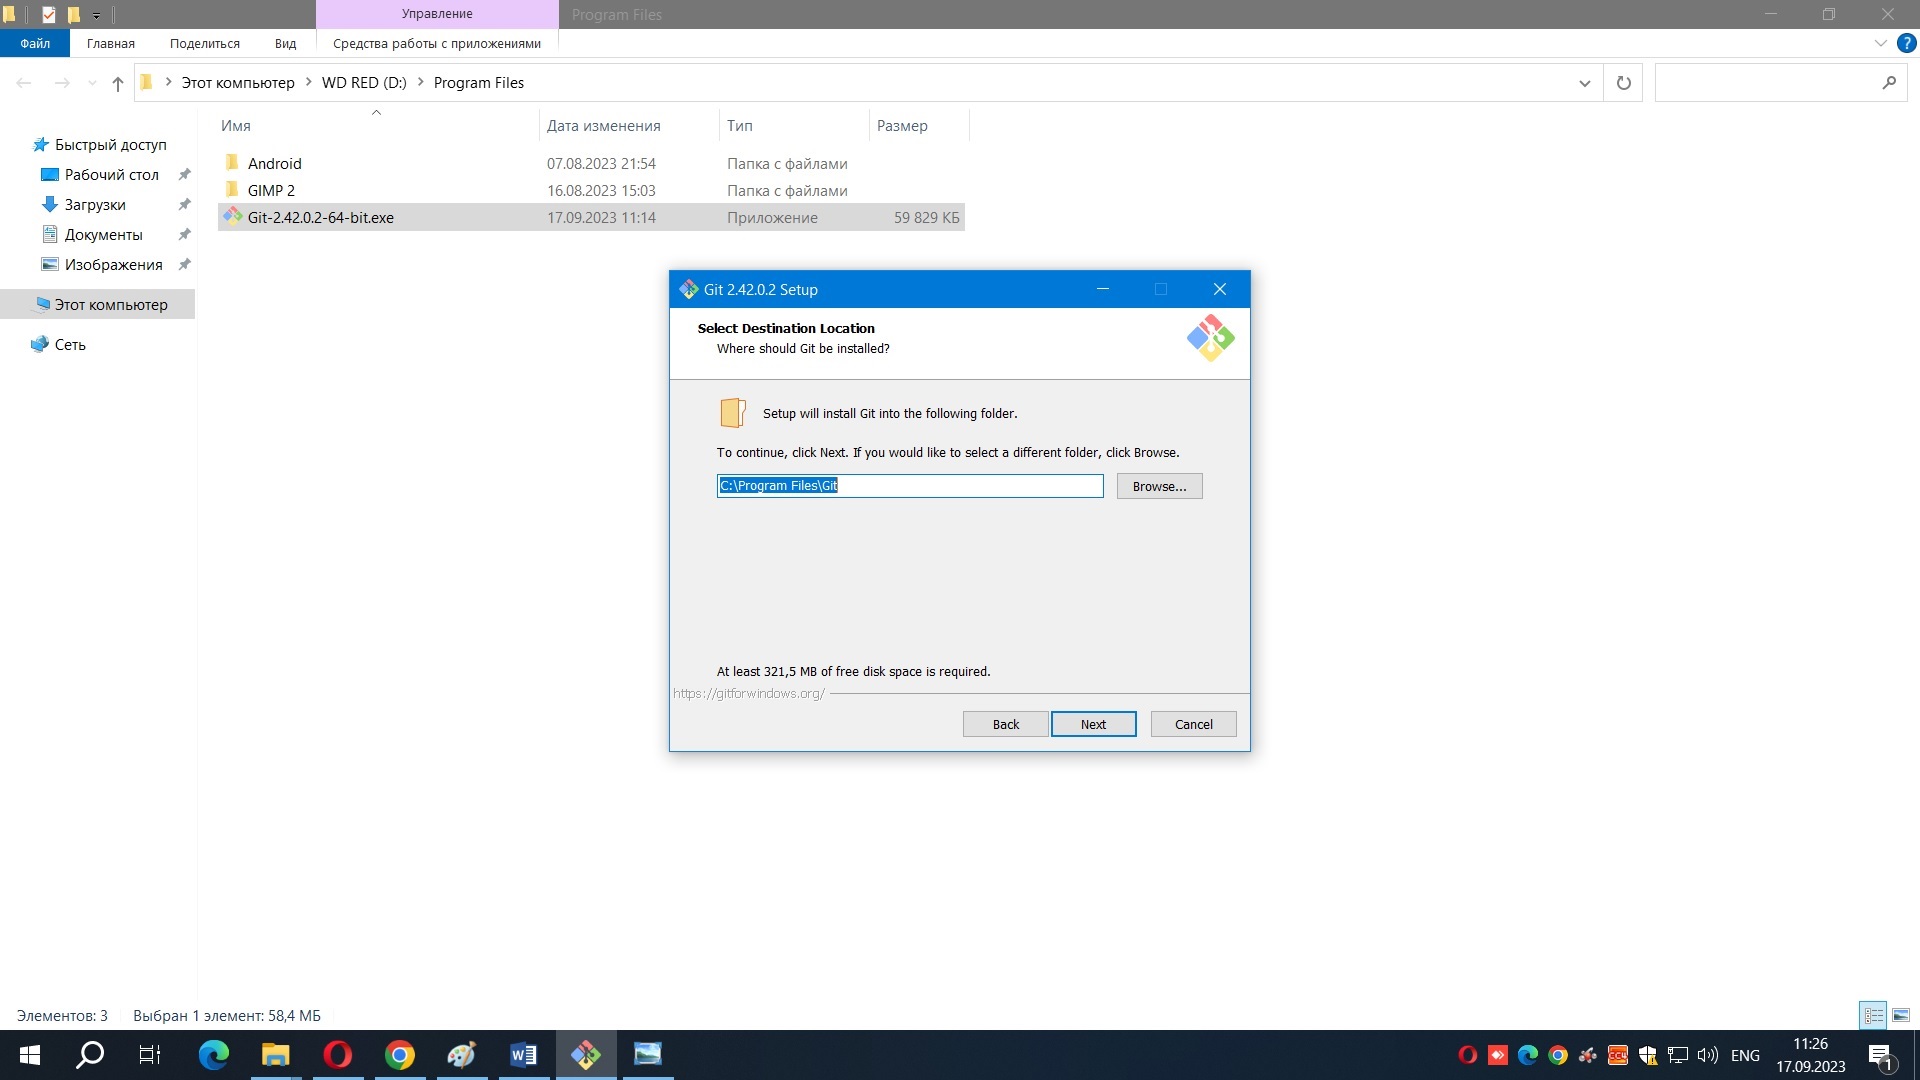 Управление
Program Files
Файл
Главная
Поделиться
Вид
Средства работы с приложениями
Этот компьютер
WD RED (D:)
Program Files
Имя
Дата изменения
Тип
Размер
Android
07.08.2023 21:54
Папка с файлами
GIMP 2
16.08.2023 15:03
Папка с файлами
Git-2.42.0.2-64-bit.exe
17.09.2023 11:14
Приложение
59 829 КБ
Быстрый доступ
Рабочий стол
Загрузки
Документы
Изображения
Этот компьютер
Сеть
Git 2.42.0.2 Setup
Select Destination Location
Where should Git be installed?
Setup will install Git into the following folder.
To continue, click Next. If you would like to select a different folder, click Browse.
C:\Program Files\Git
Browse...
At least 321,5 MB of free disk space is required.
https://gitforwindows.org/
Back
Next
Cancel
Элементов: 3
Выбран 1 элемент: 58,4 МБ
ENG
11:26
17.09.2023
1